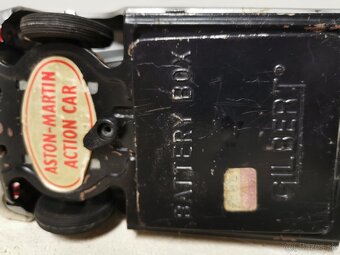 ASTON-MARTIN
ACTION CAR
BATTERY BOX
GILBERT®